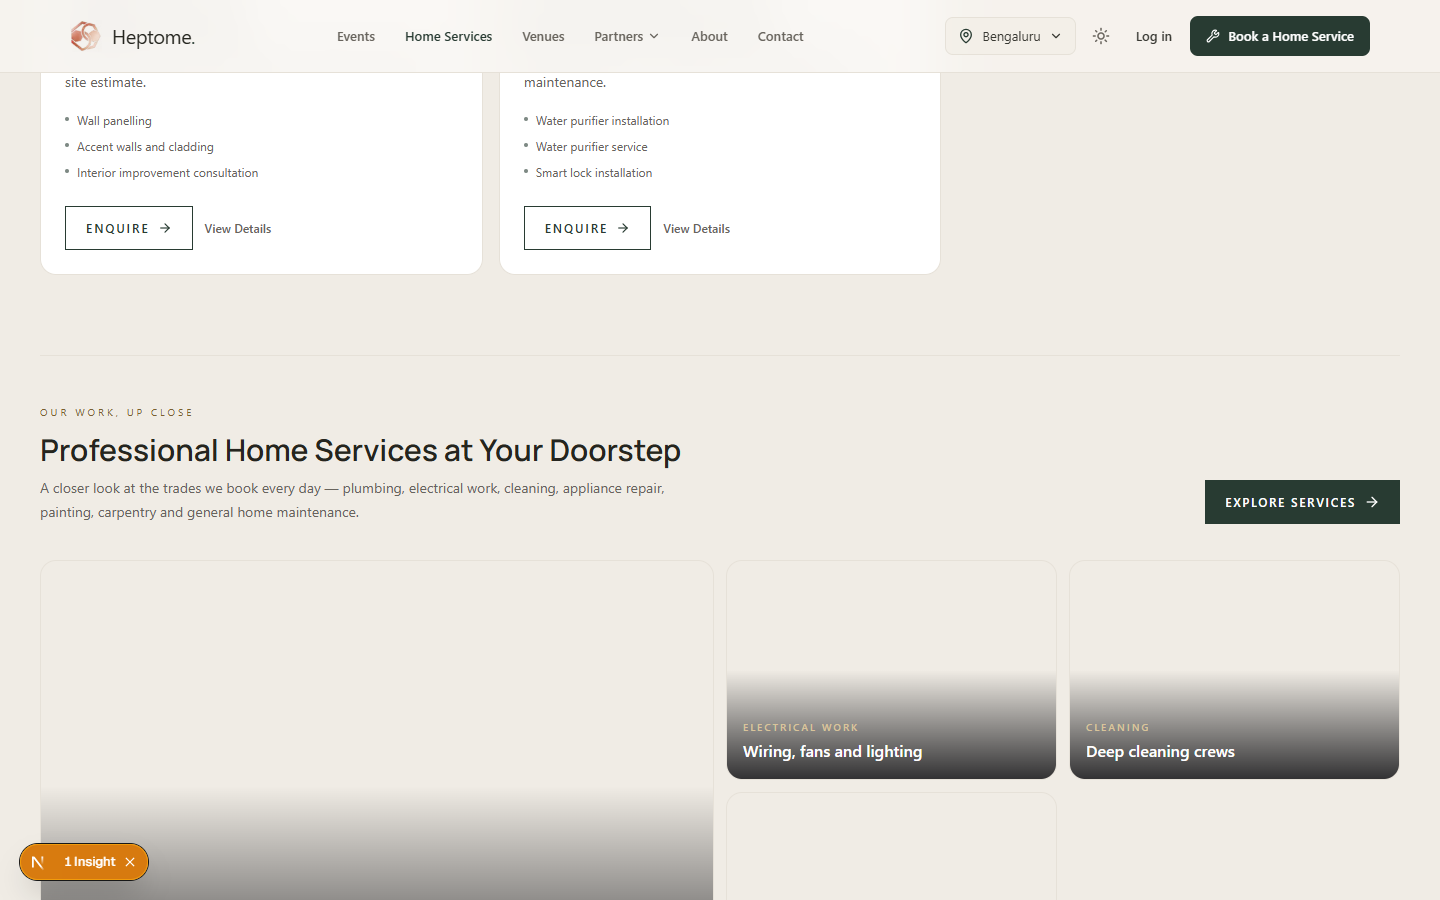 Heptome.
Events
Home Services
Venues
Partners
About
Contact
Bengaluru
Log in
Book a Home Service
site estimate.
Wall panelling
Accent walls and cladding
Interior improvement consultation
ENQUIRE
View Details
maintenance.
Water purifier installation
Water purifier service
Smart lock installation
ENQUIRE
View Details
OUR WORK, UP CLOSE
Professional Home Services at Your Doorstep
A closer look at the trades we book every day — plumbing, electrical work, cleaning, appliance repair,
painting, carpentry and general home maintenance.
EXPLORE SERVICES
ELECTRICAL WORK
Wiring, fans and lighting
CLEANING
Deep cleaning crews
1 Insight